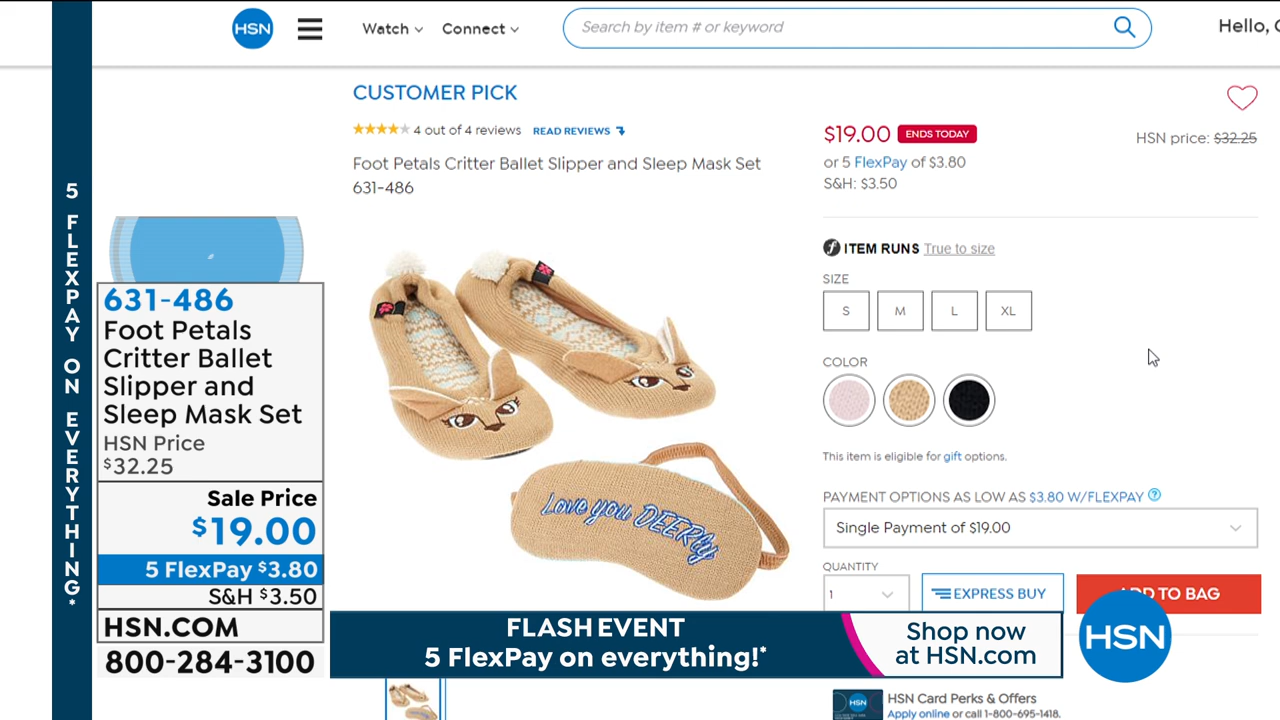 HSN
Watch
Connect
Search by item # or keyword
Hello,
5 FLEXPAY ON EVERYTHING!*
CUSTOMER PICK
4 out of 4 reviews READ REVIEWS
Foot Petals Critter Ballet Slipper and Sleep Mask Set
631-486
$19.00 ENDS TODAY
HSN price: $32.25
or 5 FlexPay of $3.80
S&H: $3.50
f ITEM RUNS True to size
SIZE
S M L XL
COLOR
This item is eligible for gift options.
PAYMENT OPTIONS AS LOW AS $3.80 W/FLEXPAY ?
Single Payment of $19.00
QUANTITY
1
EXPRESS BUY
ADD TO BAG
Love you DEERly
631-486
Foot Petals
Critter Ballet
Slipper and
Sleep Mask Set
HSN Price
$32.25
Sale Price
$19.00
5 FlexPay $3.80
S&H $3.50
HSN.COM
800-284-3100
FLASH EVENT
5 FlexPay on everything!*
Shop now
at HSN.com
HSN
HSN
HSN Card Perks & Offers
Apply online or call 1-800-695-1418.